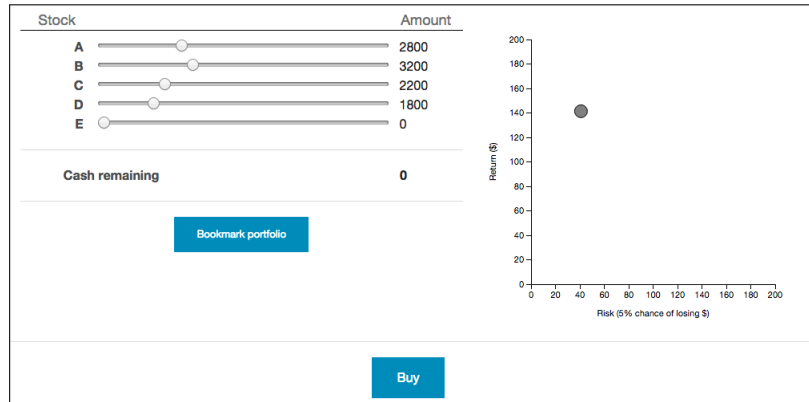 Stock Amount
A 2800
B 3200
C 2200
D 1800
E 0
Cash remaining 0
Bookmark portfolio
Return ($)
200
180
160
140
120
100
80
60
40
20
0
0 20 40 60 80 100 120 140 160 180 200
Risk (5% chance of losing $)
Buy